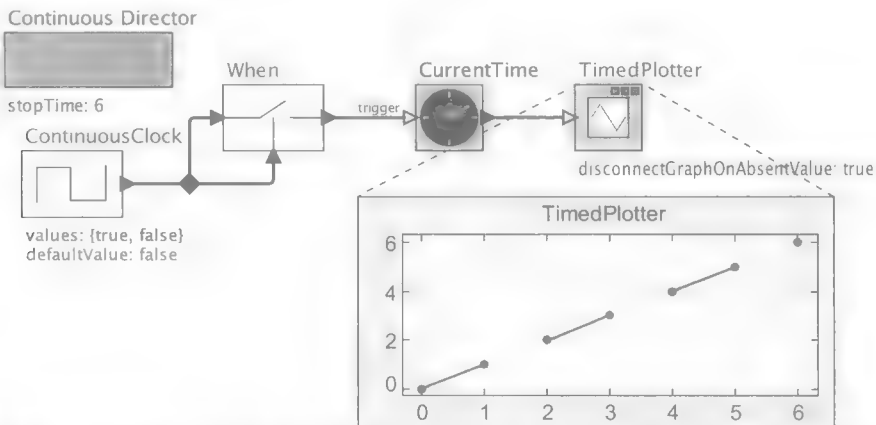 Continuous Director
stopTime: 6
ContinuousClock
values: {true, false}
defaultValue: false
When
trigger
CurrentTime
TimedPlotter
disconnectGraphOnAbsentValue: true
TimedPlotter
6
4
2
0
0 1 2 3 4 5 6